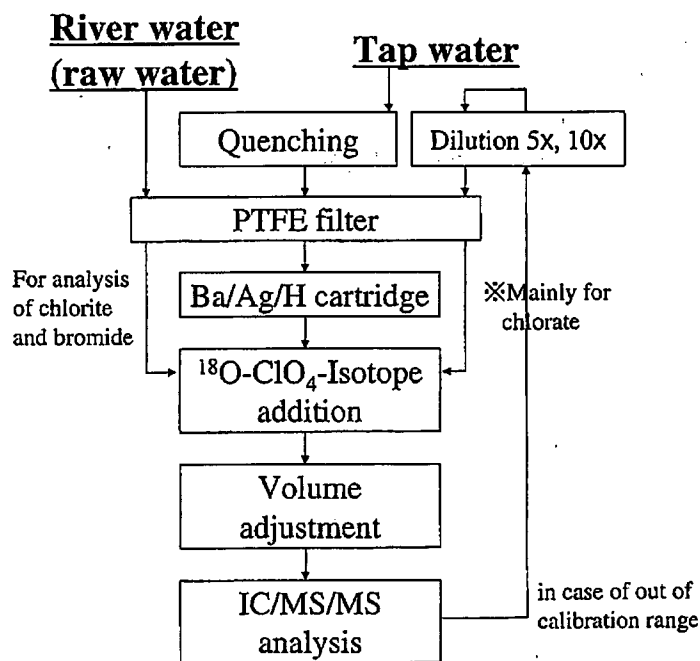 River water
(raw water)
Tap water
Quenching
Dilution 5x, 10x
PTFE filter
For analysis
of chlorite
and bromide
Ba/Ag/H cartridge
※Mainly for
chlorate
¹⁸O-ClO₄-Isotope
addition
Volume
adjustment
IC/MS/MS
analysis
in case of out of
calibration range